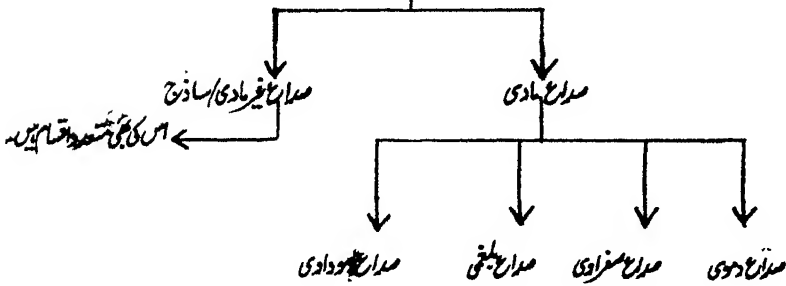 صداع مادی
صداع غیر مادی/ساذج
اس کی بھی متعدد اقسام ہیں۔
صداع دموی
صداع صفراوی
صداع بلغمی
صداع سوداوی